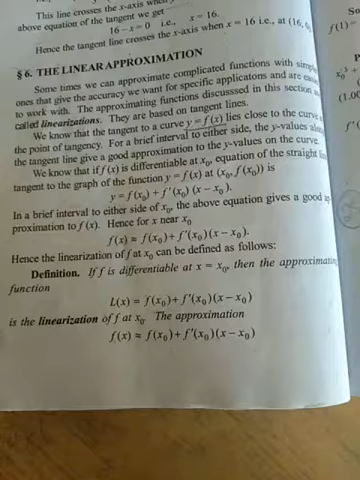 This line crosses the x-axis when
above equation of the tangent we get
16 – x = 0 i.e., x = 16.
Hence the tangent line crosses the x-axis when x = 16 i.e., at (16,
§ 6. THE LINEAR APPROXIMATION
Some times we can approximate complicated functions with
ones that give the accuracy we want for specific applicatons and are
to work with. The approximating functions discusssed in this section
called linearizations. They are based on tangent lines.
We know that the tangent to a curve y = f(x) lies close to the curve
the point of tangency. For a brief interval to either side, the y-values
the tangent line give a good approximation to the y-values on the curve.
We know that if f (x) is differentiable at x₀, equation of the straight
tangent to the graph of the function y = f(x) at (x₀, f(x₀)) is
y = f(x₀) + f'(x₀) (x – x₀).
In a brief interval to either side of x₀, the above equation gives a good
proximation to f (x). Hence for x near x₀
f(x) ≈ f(x₀) + f'(x₀)(x – x₀).
Hence the linearization of f at x₀ can be defined as follows:
Definition. If f is differentiable at x = x₀, then the approximating
function
L(x) = f(x₀) + f'(x₀)(x – x₀)
is the linearization of f at x₀. The approximation
f(x) ≈ f(x₀) + f'(x₀)(x – x₀)
So
f(1) =
(1.00
f'(